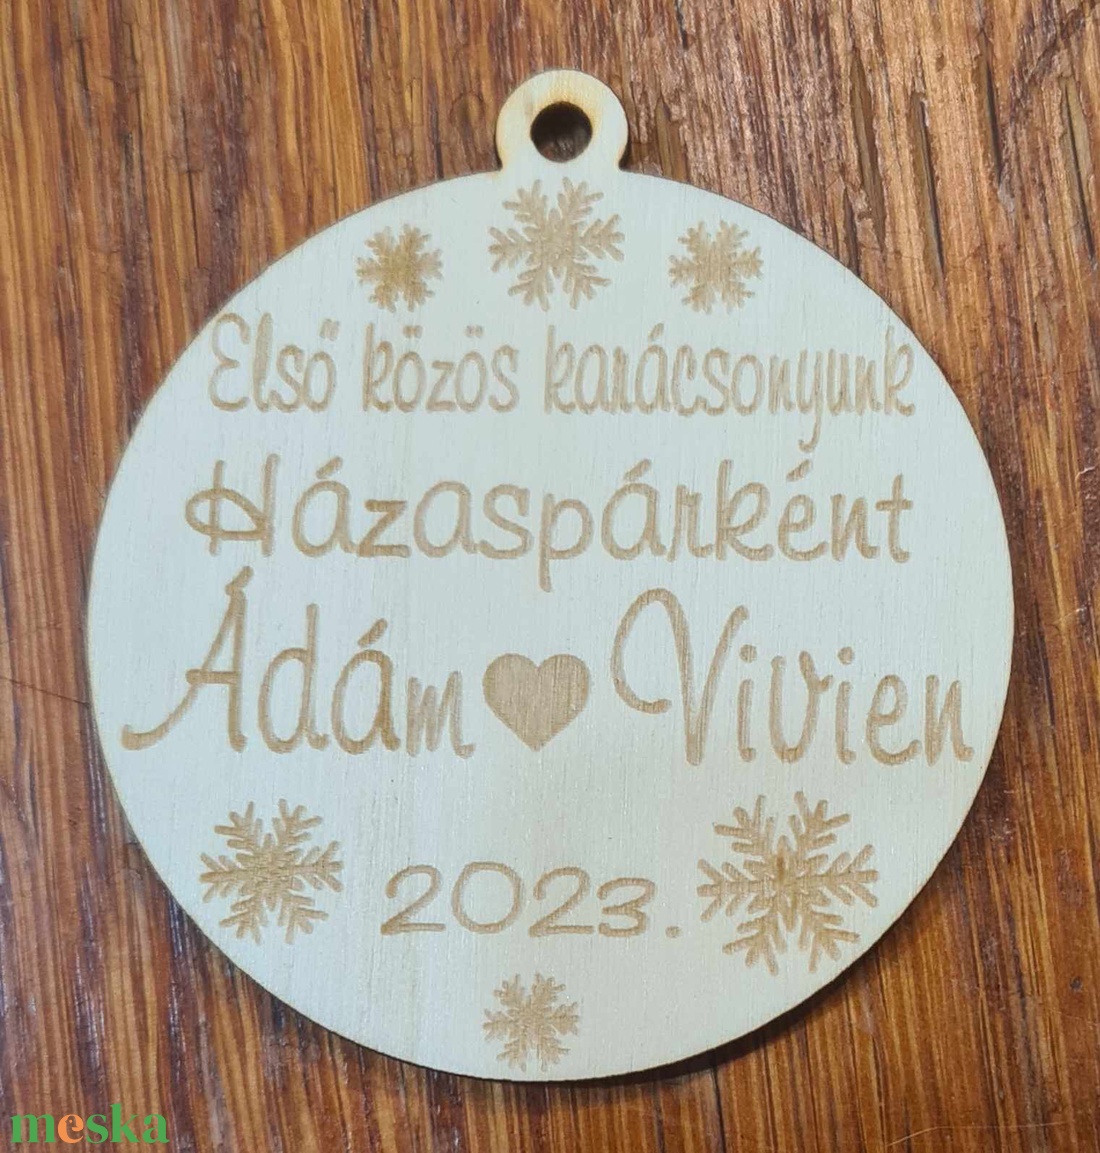 Első közös karácsonyunk
Házaspárként
Ádám Vivien
2023.
meska